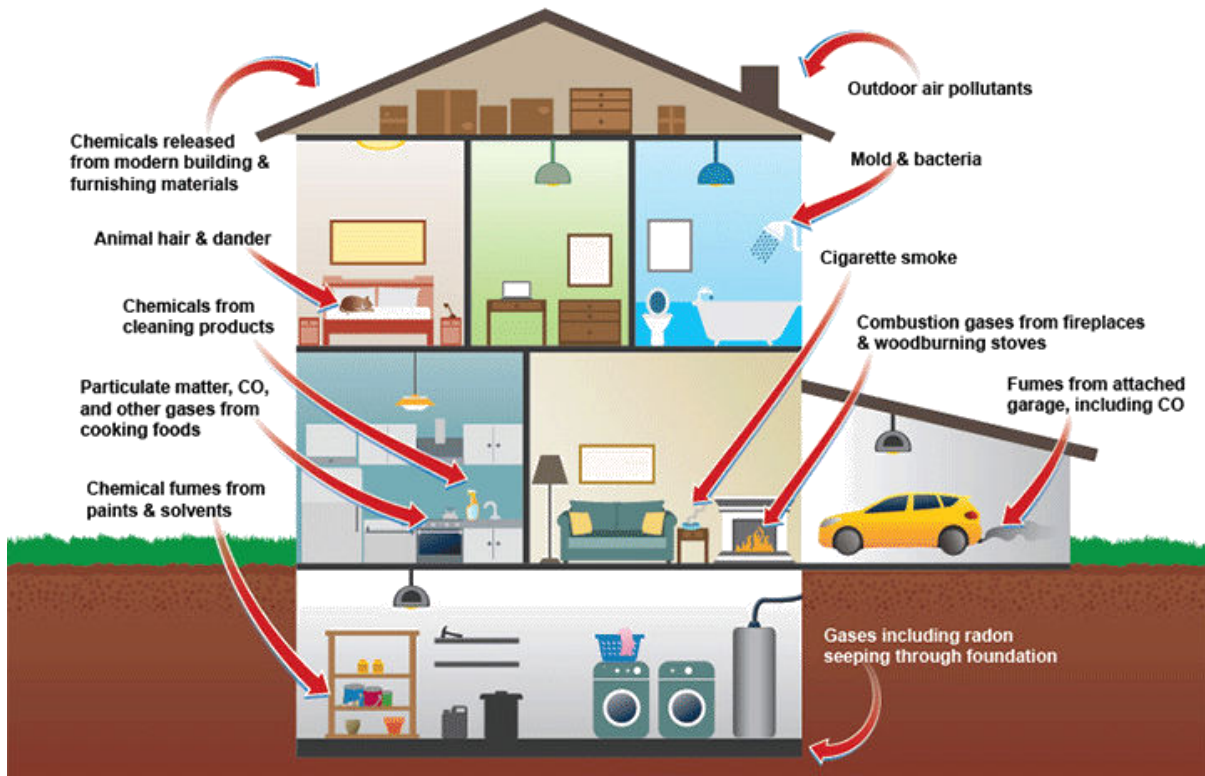 Chemicals released
from modern building &
furnishing materials
Animal hair & dander
Chemicals from
cleaning products
Particulate matter, CO,
and other gases from
cooking foods
Chemical fumes from
paints & solvents
Outdoor air pollutants
Mold & bacteria
Cigarette smoke
Combustion gases from fireplaces
& woodburning stoves
Fumes from attached
garage, including CO
Gases including radon
seeping through foundation